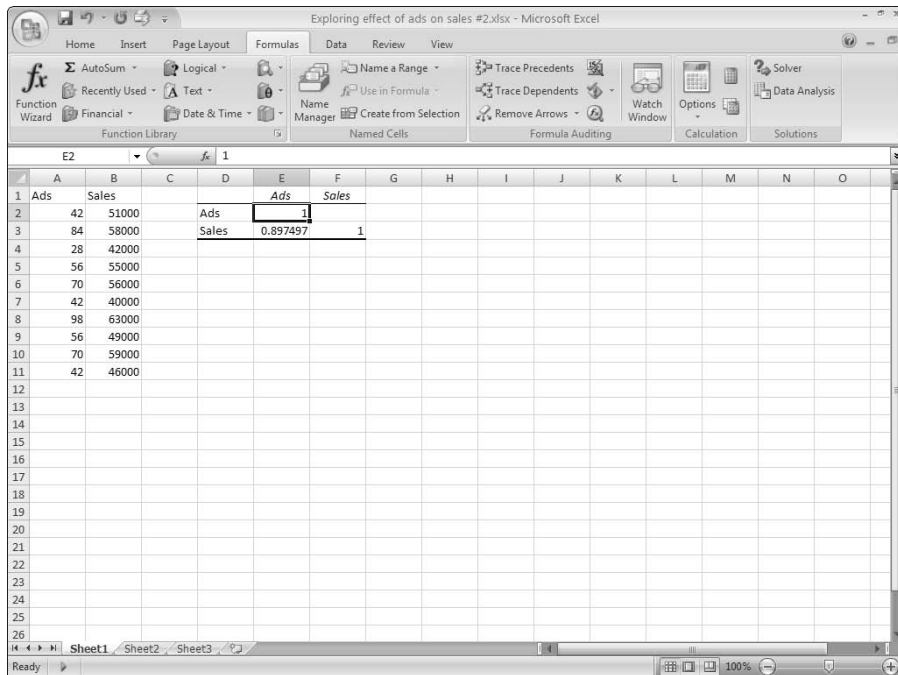 Exploring effect of ads on sales #2.xlsx - Microsoft Excel
Home Insert Page Layout Formulas Data Review View
fx Function Wizard
Σ AutoSum
Recently Used
Financial
Logical
Text
Date & Time
Function Library
Name Manager
Name a Range
Use in Formula
Create from Selection
Named Cells
Trace Precedents
Trace Dependents
Remove Arrows
Formula Auditing
Watch Window
Options
Calculation
Solver
Data Analysis
Solutions
E2 fx 1
A B C D E F G H I J K L M N O
1 Ads Sales Ads Sales
2 42 51000 Ads 1
3 84 58000 Sales 0.897497 1
4 28 42000
5 56 55000
6 70 56000
7 42 40000
8 98 63000
9 56 49000
10 70 59000
11 42 46000
12
13
14
15
16
17
18
19
20
21
22
23
24
25
26
Sheet1 Sheet2 Sheet3
Ready 100%